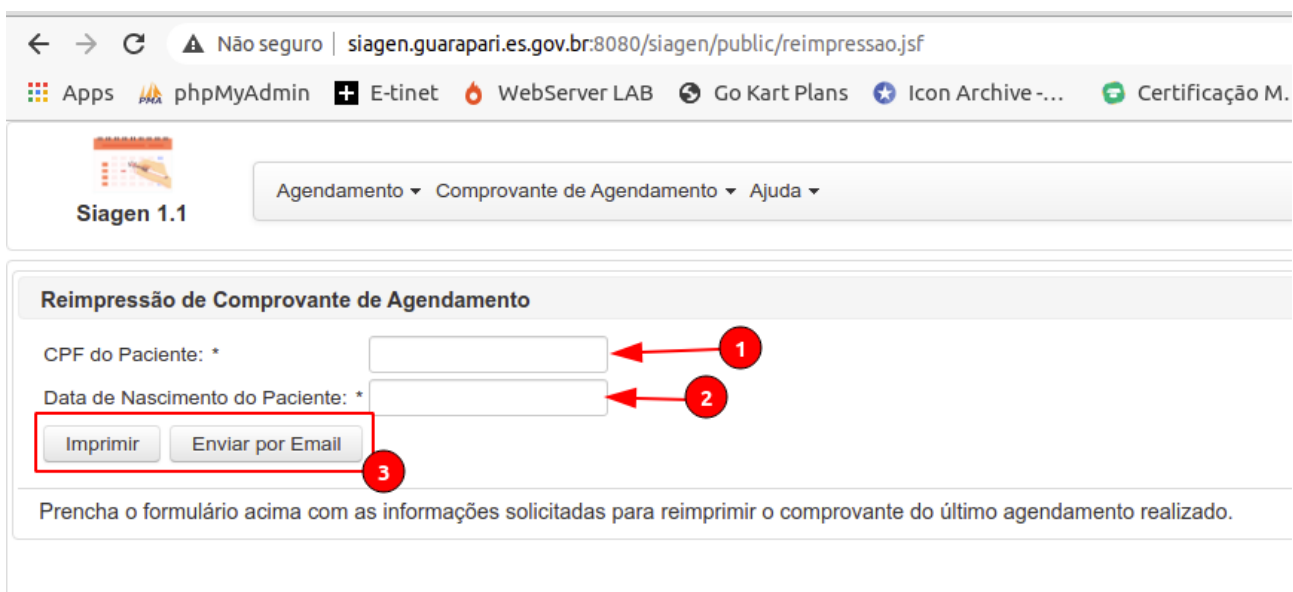 Não seguro | siagen.guarapari.es.gov.br:8080/siagen/public/reimpressao.jsf
Apps phpMyAdmin E-tinet WebServer LAB Go Kart Plans Icon Archive -... Certificação M.
Siagen 1.1
Agendamento Comprovante de Agendamento Ajuda
Reimpressão de Comprovante de Agendamento
CPF do Paciente: *
1
Data de Nascimento do Paciente: *
2
Imprimir Enviar por Email
3
Prencha o formulário acima com as informações solicitadas para reimprimir o comprovante do último agendamento realizado.